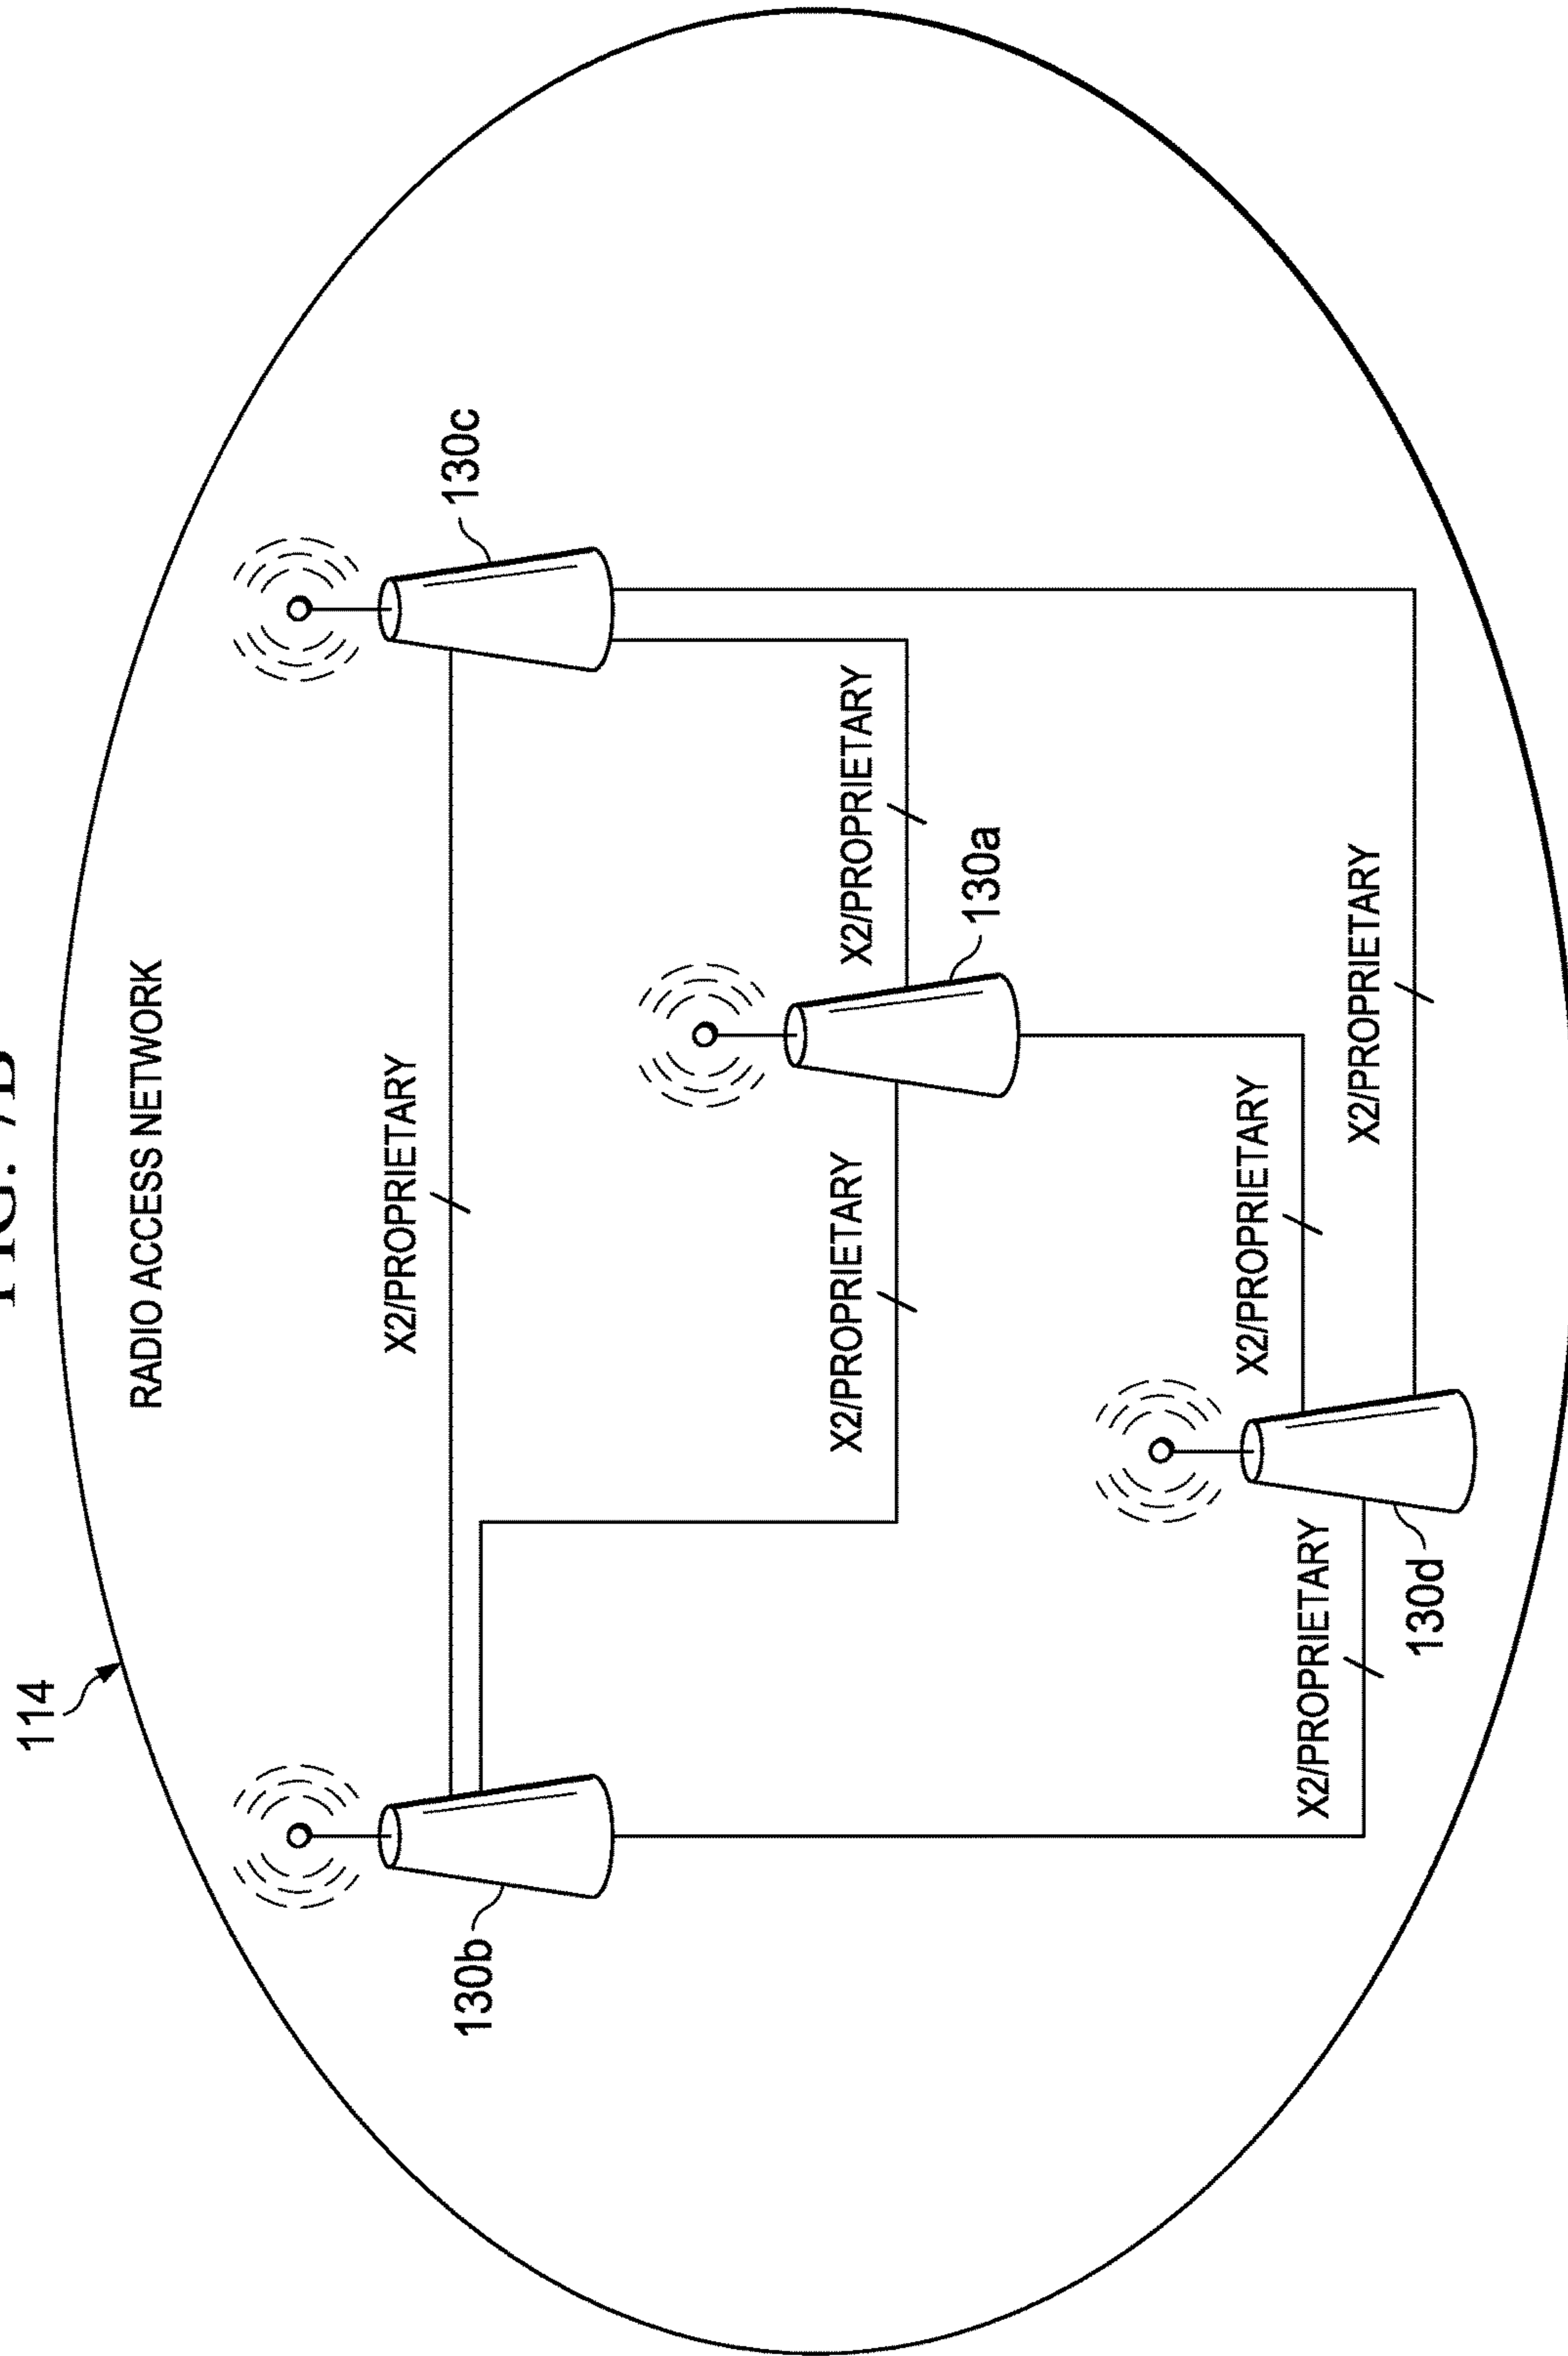 FIG.
114
RADIO ACCESS NETWORK
X2/PROPRIETARY
130b
130c
X2/PROPRIETARY
X2/PROPRIETARY
130a
X2/PROPRIETARY
X2/PROPRIETARY
X2/PROPRIETARY
130d